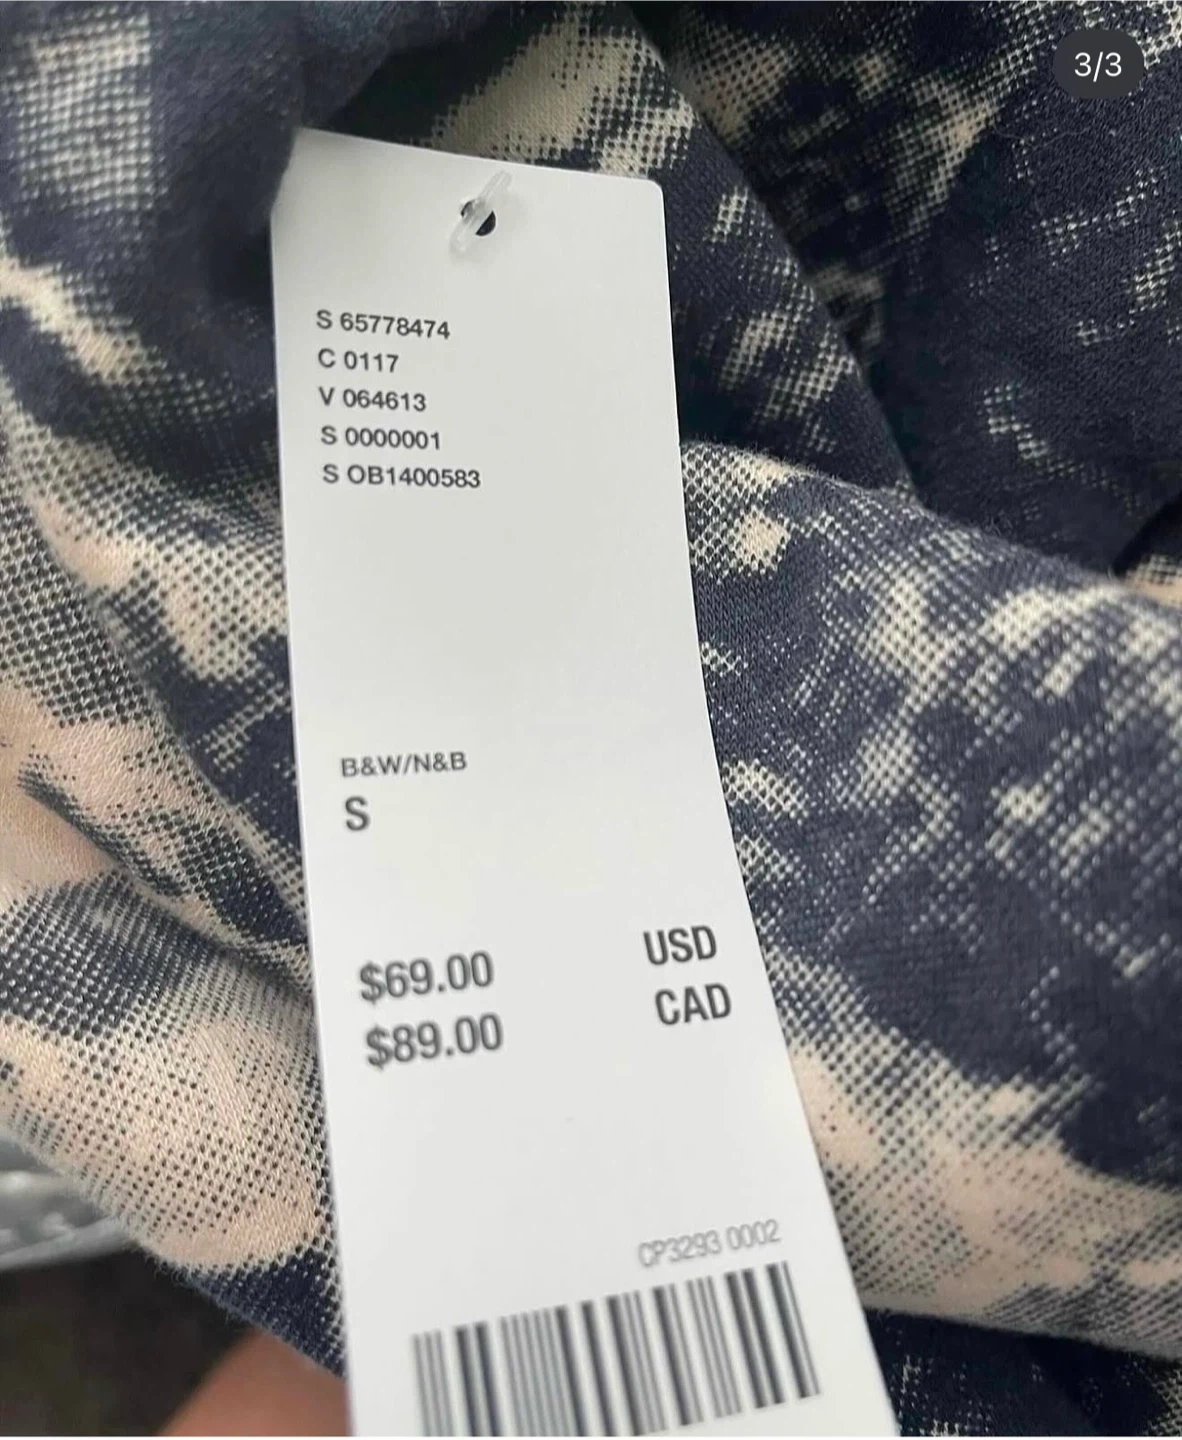 3/3
S 65778474
C 0117
V 064613
S 0000001
S OB1400583
B&W/N&B
S
$69.00 USD
$89.00 CAD
CP3293 0002